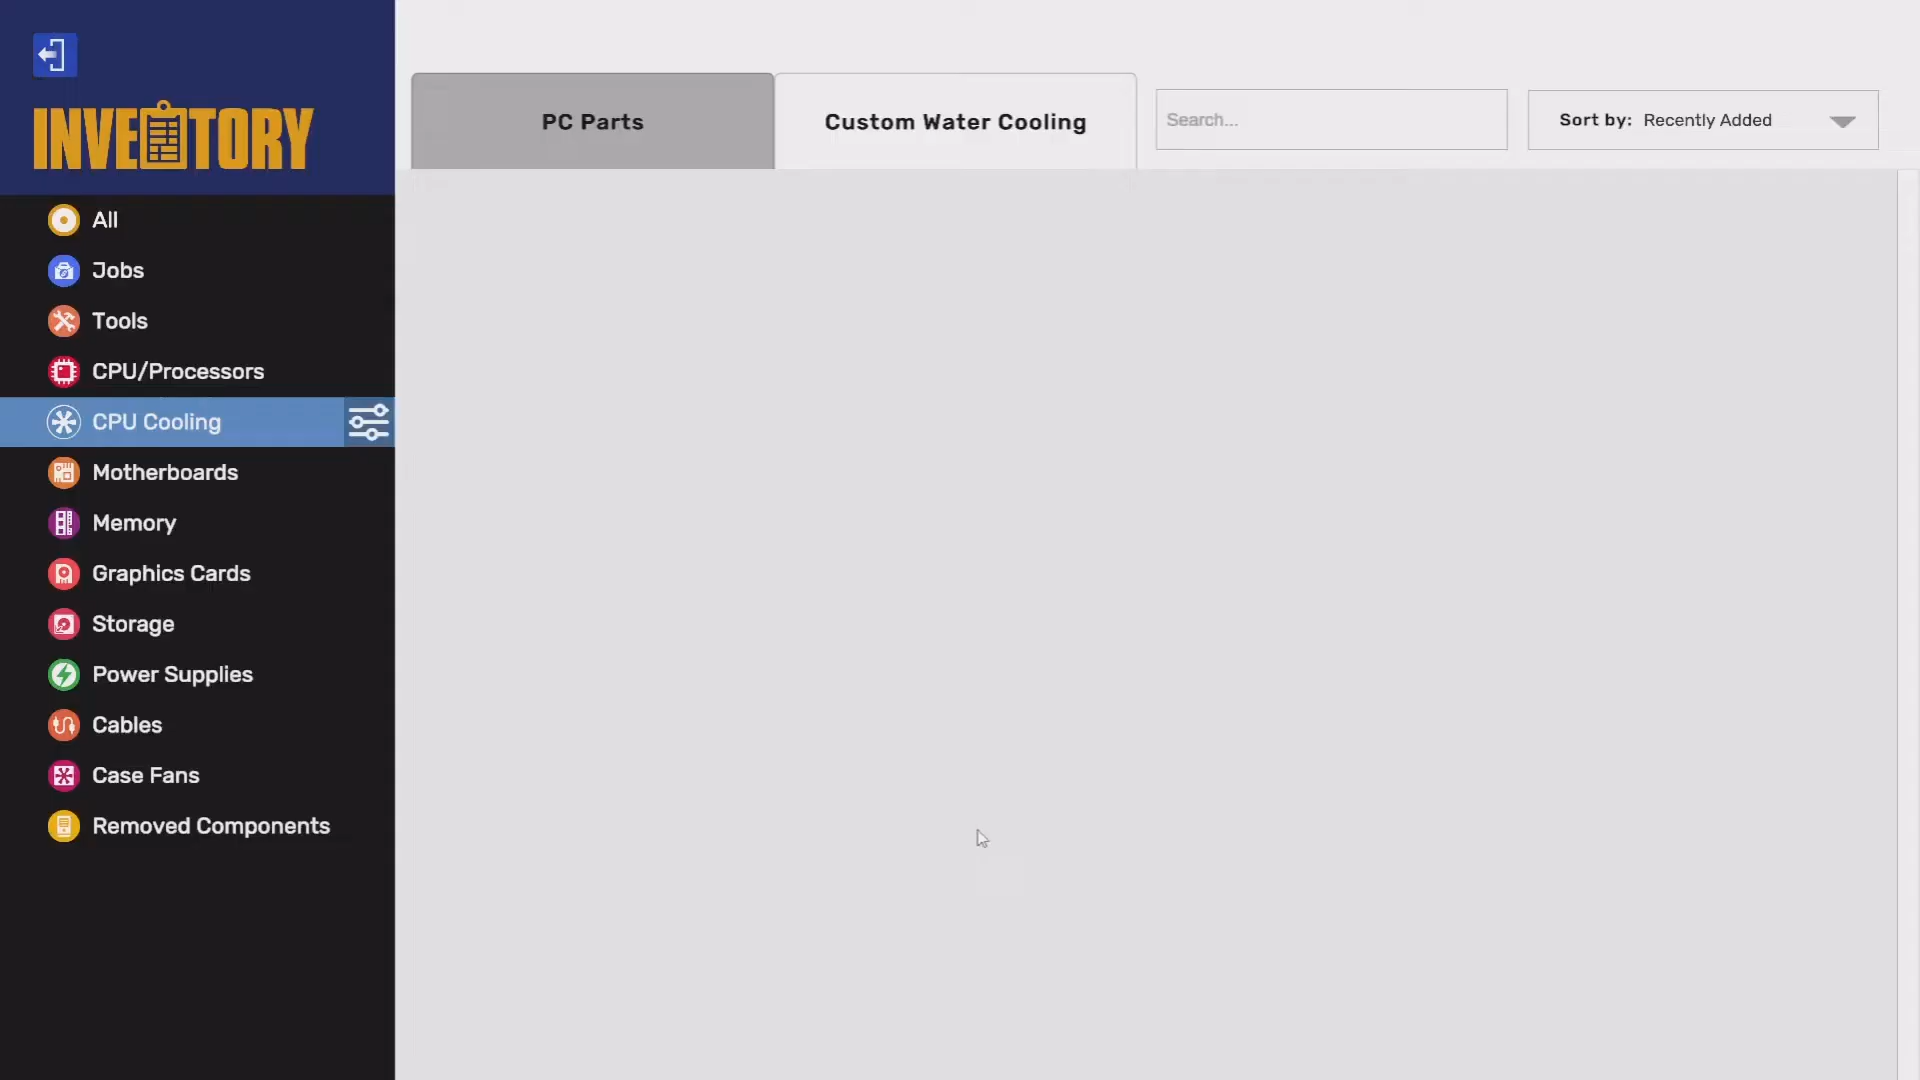 INVENTORY
PC Parts
Custom Water Cooling
Search...
Sort by: Recently Added
All
Jobs
Tools
CPU/Processors
CPU Cooling
Motherboards
Memory
Graphics Cards
Storage
Power Supplies
Cables
Case Fans
Removed Components